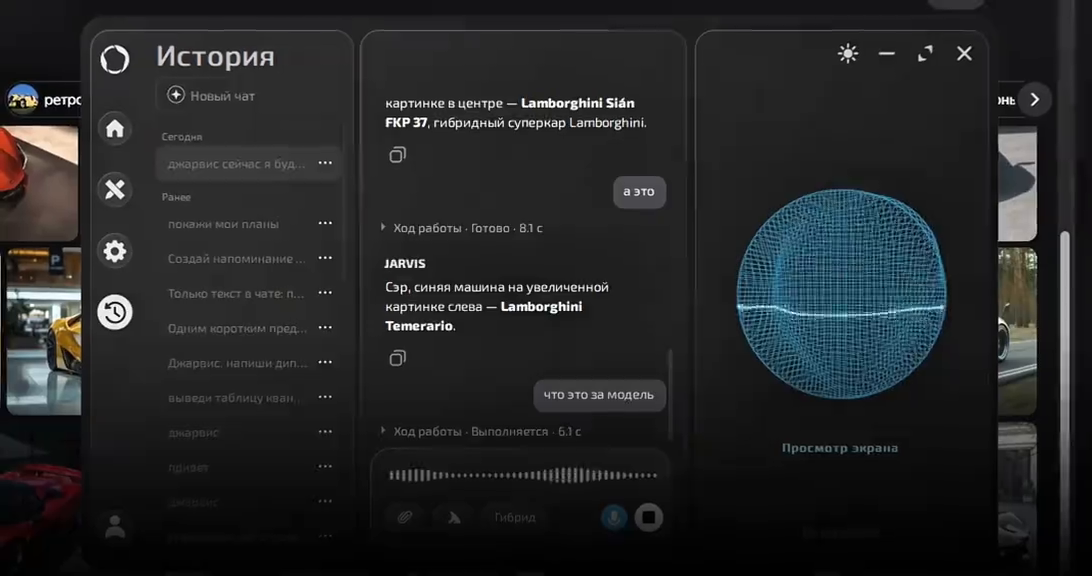 История
Новый чат
Сегодня
джарвис сейчас я буд...
Ранее
покажи мои планы
Создай напоминание ...
Только текст в чате: п...
Одним коротким пред...
Джарвис. напиши дип...
выведи таблицу кван...
джарвис
привет
джарвис
картинке в центре — Lamborghini Sián
FKP 37, гибридный суперкар Lamborghini.
а это
Ход работы · Готово · 8.1 с
JARVIS
Сэр, синяя машина на увеличенной
картинке слева — Lamborghini
Temerario.
что это за модель
Ход работы · Выполняется · 6.1 с
Гибрид
Просмотр экрана
ретро
P